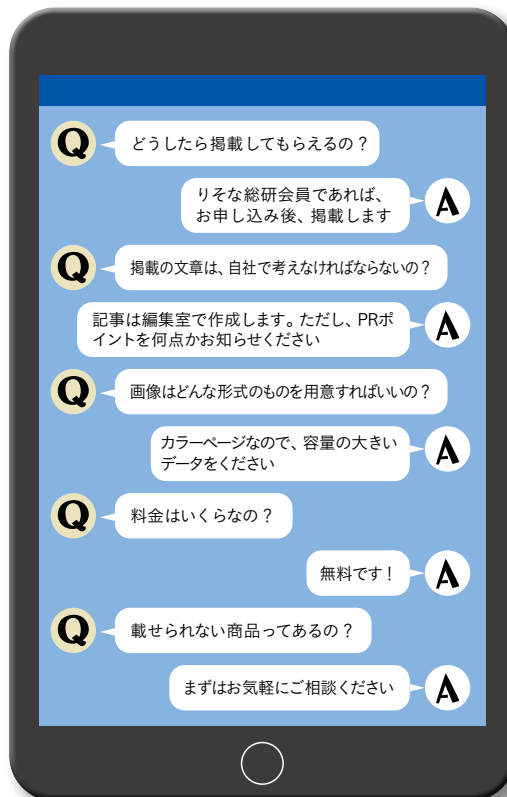 Q どうしたら掲載してもらえるの？
りそな総研会員であれば、 A
お申し込み後、掲載します
Q 掲載の文章は、自社で考えなければならないの？
記事は編集室で作成します。ただし、PRポ A
イントを何点かお知らせください
Q 画像はどんな形式のものを用意すればいいの？
カラーページなので、容量の大きい A
データをください
Q 料金はいくらなの？
無料です！ A
Q 載せられない商品ってあるの？
まずはお気軽にご相談ください A